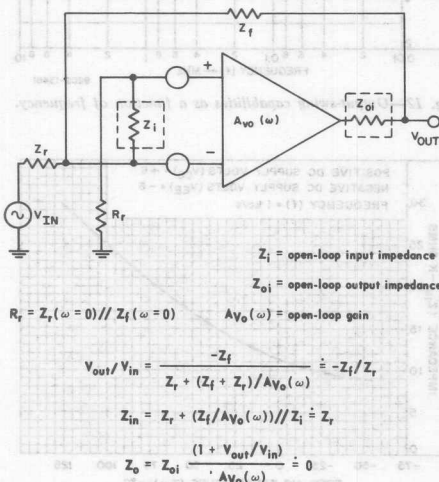 Z_f
+
Z_i
A_VO (ω)
Z_oi
Z_r
-
V_OUT
V_IN
R_r
Z_i = open-loop input impedance
Z_oi = open-loop output impedance
R_r = Z_r(ω = 0) // Z_f(ω = 0)
A_Vo(ω) = open-loop gain
V_out/V_in = -Z_f / (Z_r + (Z_f + Z_r)/A_Vo(ω)) ≐ -Z_f/Z_r
Z_in = Z_r + (Z_f/A_Vo(ω))//Z_i ≐ Z_r
Z_o = Z_oi (1 + V_out/V_in) / A_Vo(ω) ≐ 0